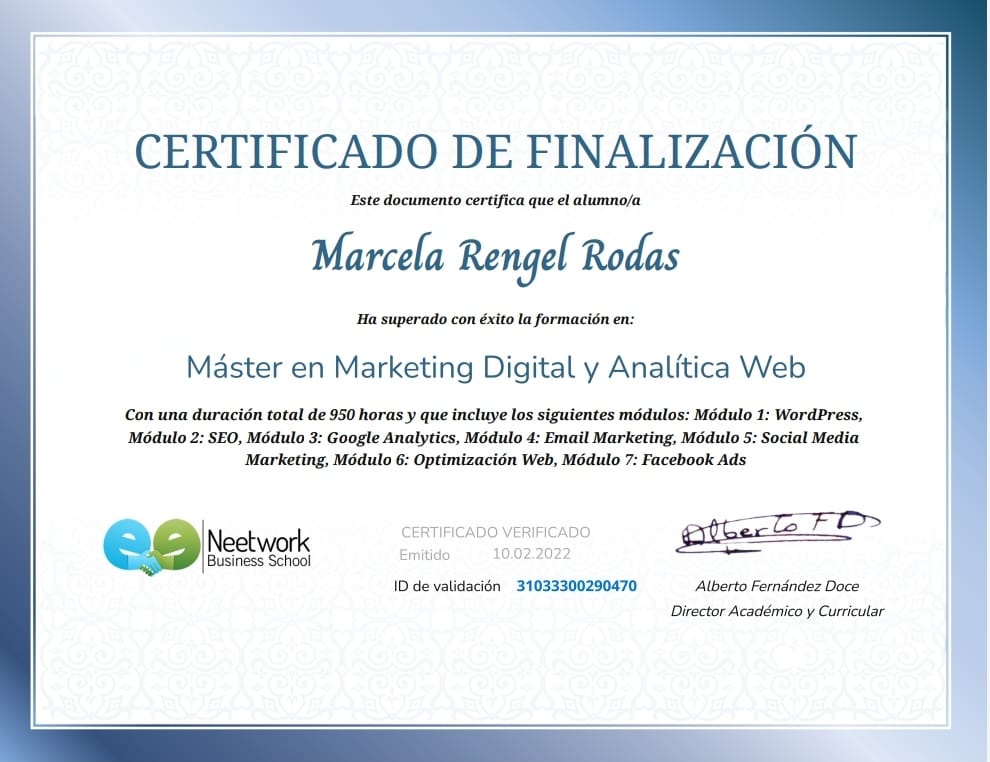 CERTIFICADO DE FINALIZACIÓN
Este documento certifica que el alumno/a
Marcela Rengel Rodas
Ha superado con éxito la formación en:
Máster en Marketing Digital y Analítica Web
Con una duración total de 950 horas y que incluye los siguientes módulos: Módulo 1: WordPress,
Módulo 2: SEO, Módulo 3: Google Analytics, Módulo 4: Email Marketing, Módulo 5: Social Media
Marketing, Módulo 6: Optimización Web, Módulo 7: Facebook Ads
Neetwork
Business School
CERTIFICADO VERIFICADO
Emitido 10.02.2022
ID de validación 31033300290470
Alberto FD
Alberto Fernández Doce
Director Académico y Curricular